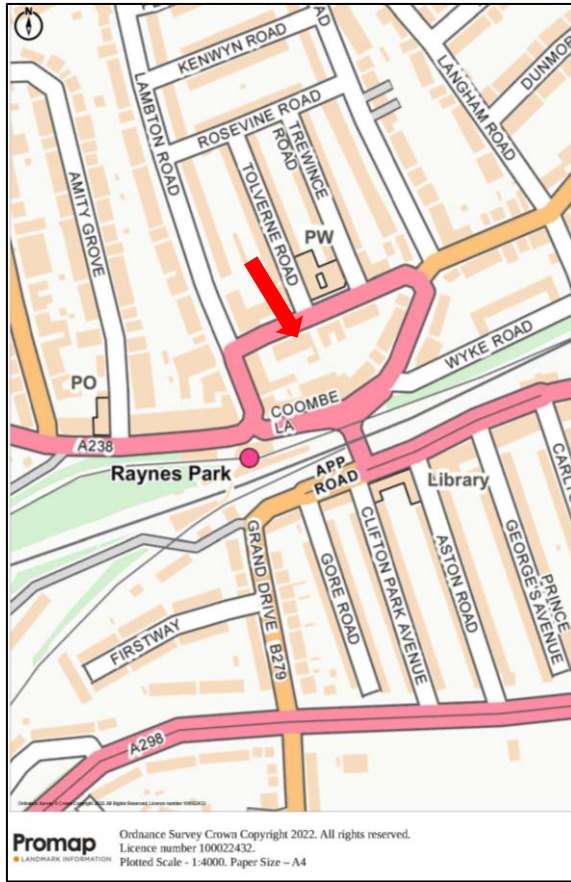 N
KENWYN ROAD
LAMBTON ROAD
ROAD
LANGHAM ROAD
ROSEVINE ROAD
TREWINCE
ROAD
TOLVERNE ROAD
AMITY GROVE
PW
WYKE ROAD
PO
COOMBE
LA
A238
Raynes Park
APP
ROAD
Library
GRAND DRIVE B279
GORE ROAD
CLIFTON PARK AVENUE
ASTON ROAD
PRINCE
GEORGE'S AVENUE
FIRSTWAY
A298
Promap
LANDMARK INFORMATION
Ordnance Survey Crown Copyright 2022. All rights reserved.
Licence number 100022432.
Plotted Scale - 1:4000. Paper Size – A4